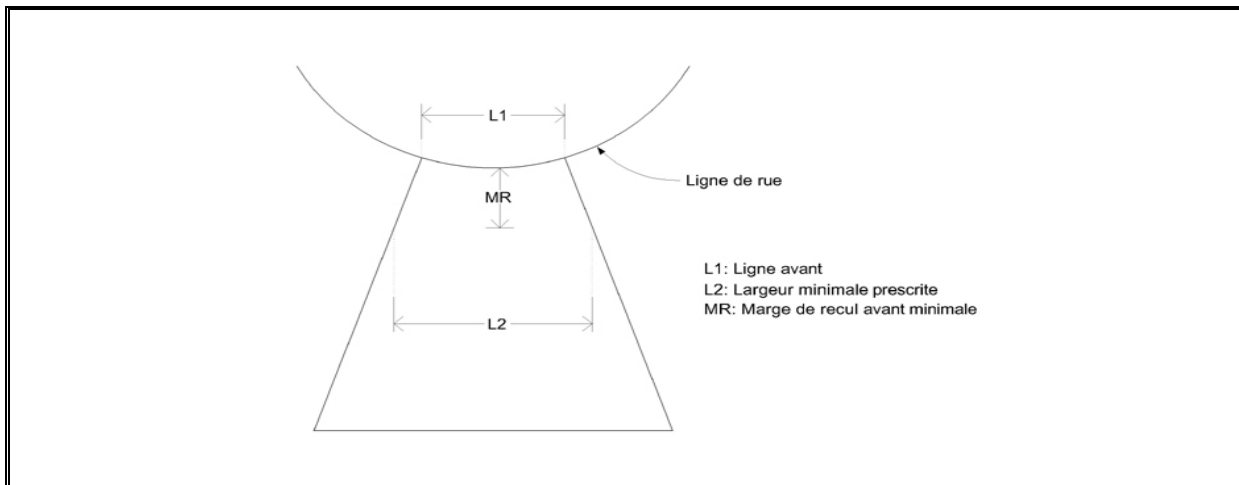 L1
MR
Ligne de rue
L1: Ligne avant
L2: Largeur minimale prescrite
MR: Marge de recul avant minimale
L2